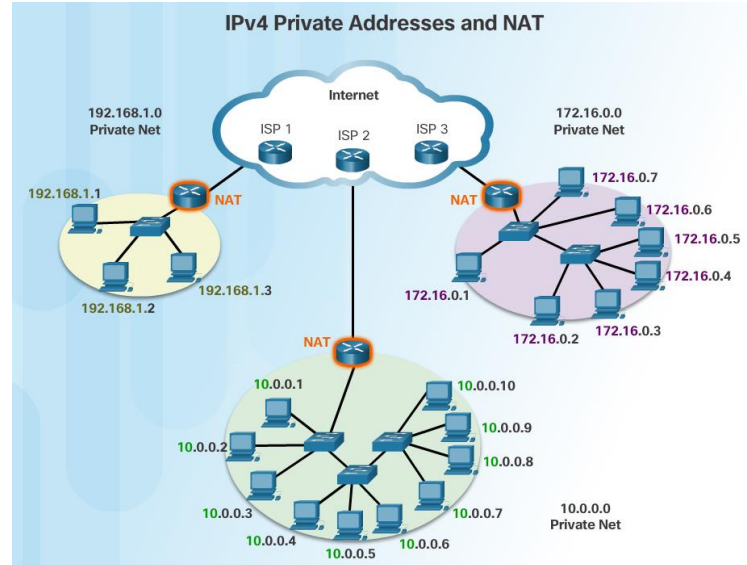 IPv4 Private Addresses and NAT
Internet
192.168.1.0
Private Net
172.16.0.0
Private Net
ISP 1
ISP 2
ISP 3
192.168.1.1
NAT
192.168.1.2
192.168.1.3
NAT
172.16.0.7
172.16.0.6
172.16.0.5
172.16.0.4
172.16.0.1
172.16.0.2
172.16.0.3
NAT
10.0.0.1
10.0.0.2
10.0.0.3
10.0.0.4
10.0.0.5
10.0.0.6
10.0.0.7
10.0.0.8
10.0.0.9
10.0.0.10
10.0.0.0
Private Net